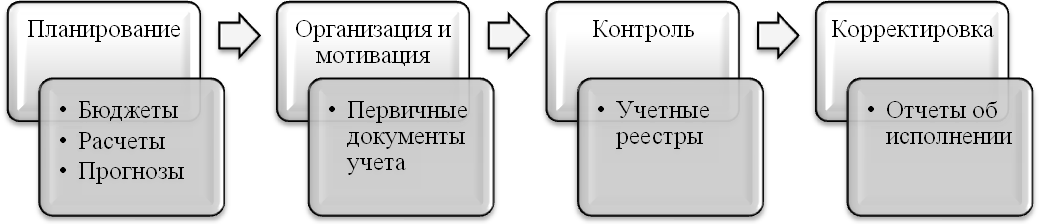 Планирование
• Бюджеты
• Расчеты
• Прогнозы
Организация и
мотивация
• Первичные
документы
учета
Контроль
• Учетные
реестры
Корректировка
• Отчеты об
исполнении